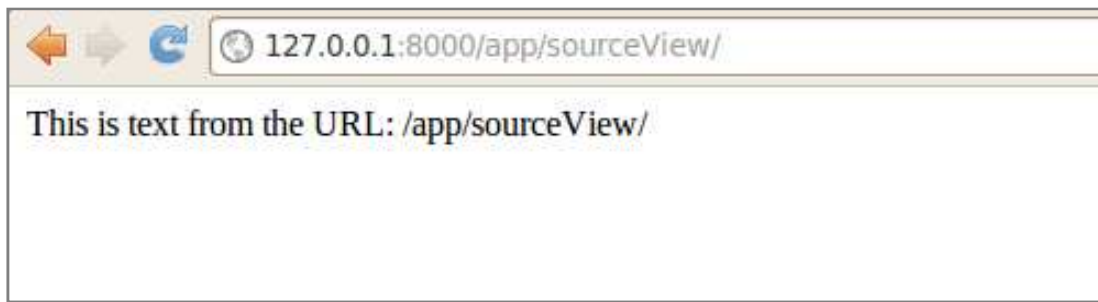 127.0.0.1:8000/app/sourceView/
This is text from the URL: /app/sourceView/